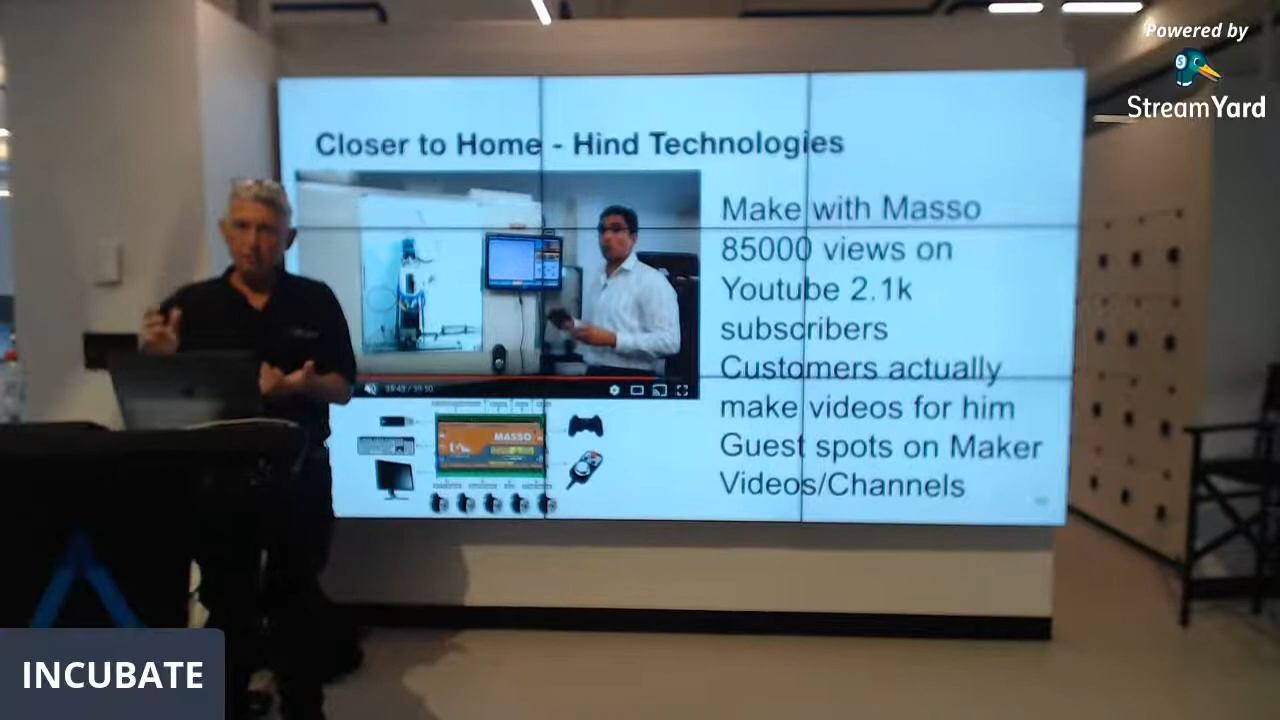 Powered by
StreamYard
Closer to Home - Hind Technologies
Make with Masso
85000 views on
Youtube 2.1k
subscribers
Customers actually
make videos for him
Guest spots on Maker
Videos/Channels
MASSO
INCUBATE